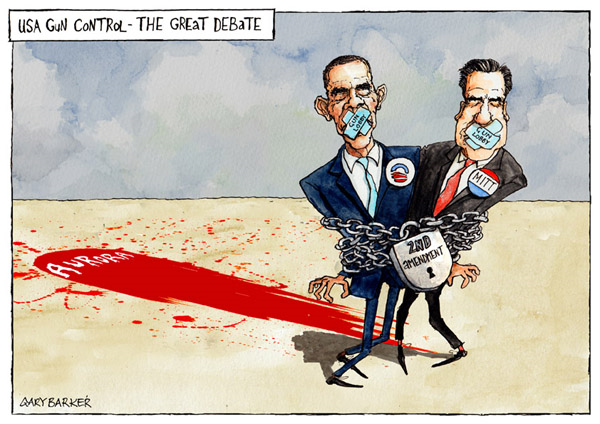 USA GUN CONTROL - THE GREAT DEBATE
GUN
LOBBY
GUN
LOBBY
MITT
2ND
AMENDMENT
AURORA
GARY BARKER